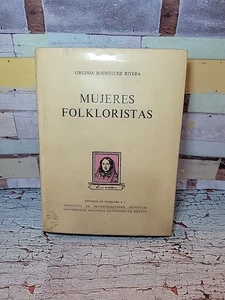 VIRGINIA RODRÍGUEZ RIVERA
MUJERES
FOLKLORISTAS
ESTUDIOS DE FOLKLORE
INSTITUTO DE INVESTIGACIONES ESTÉTICAS
UNIVERSIDAD NACIONAL AUTÓNOMA DE MÉXICO